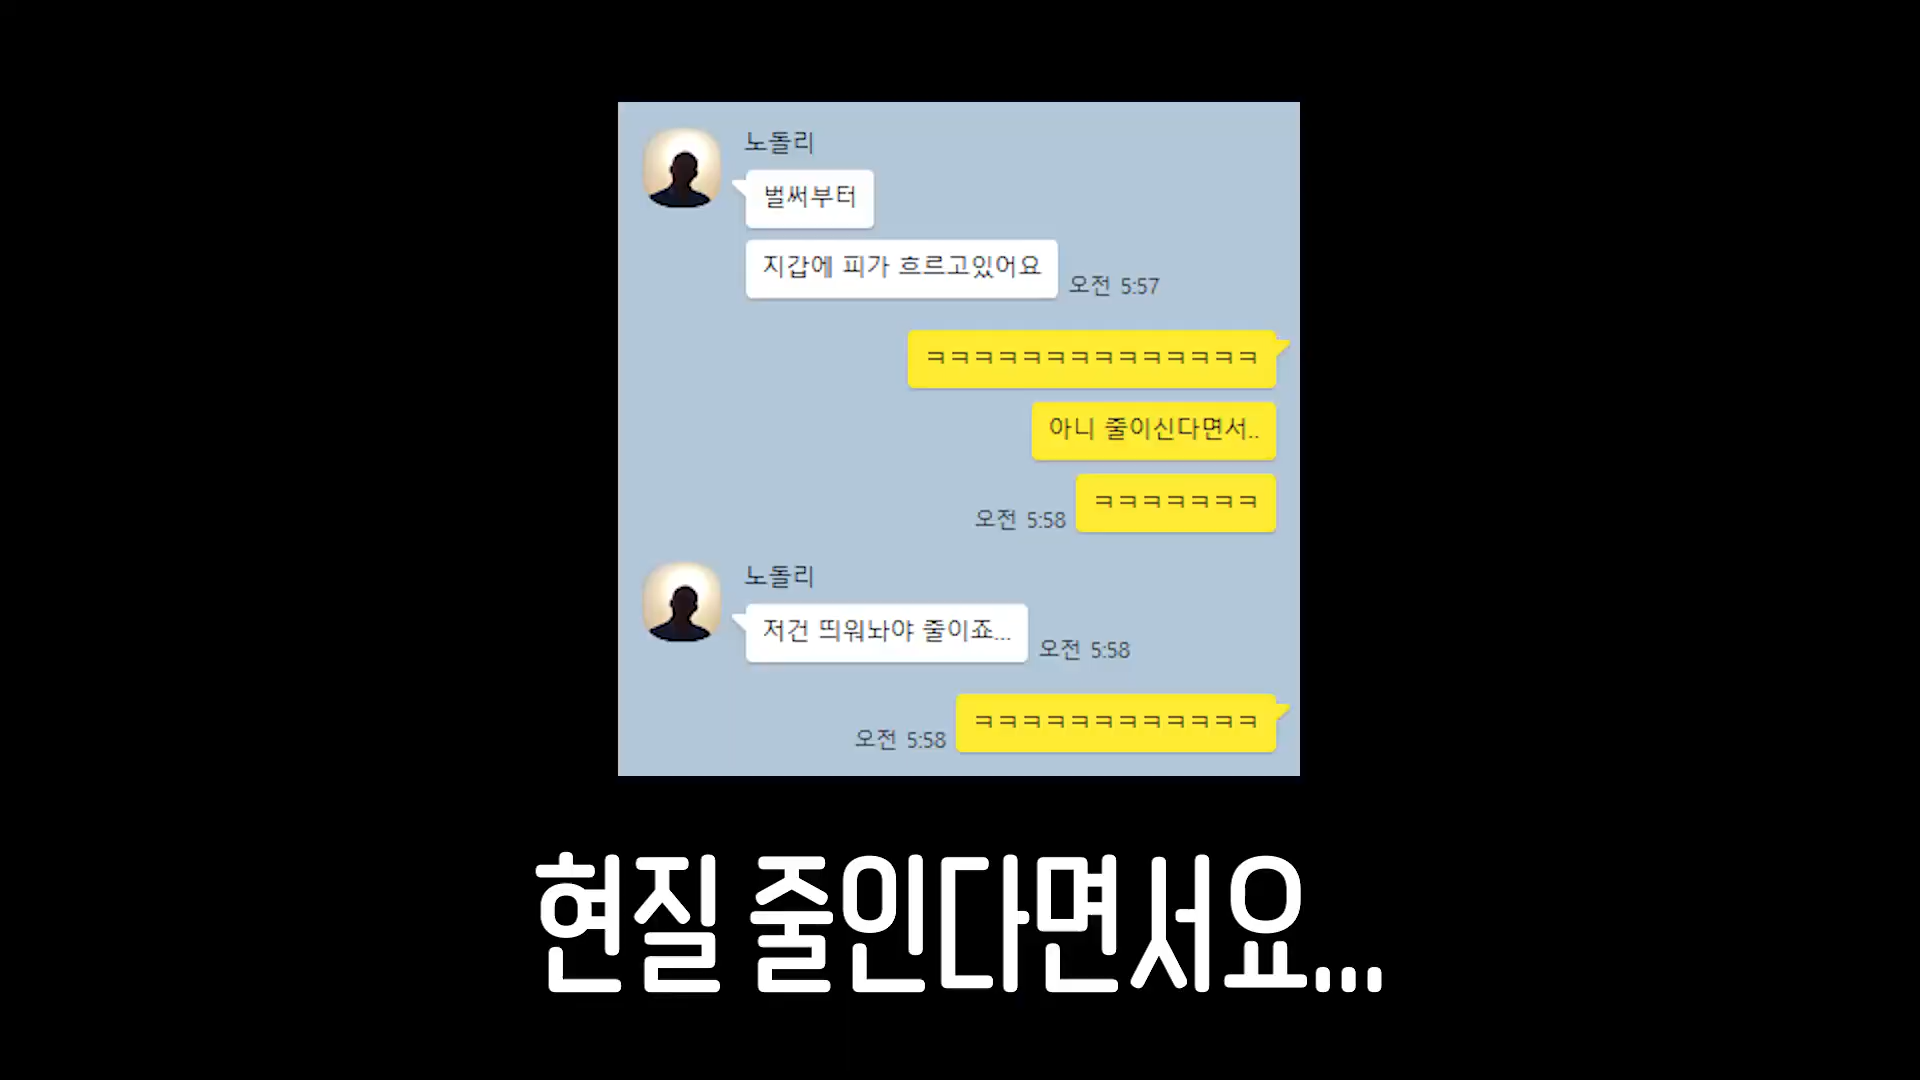 노돌리
벌써부터
지갑에 피가 흐르고있어요
오전 5:57
ㅋㅋㅋㅋㅋㅋㅋㅋㅋㅋㅋㅋㅋㅋ
아니 줄이신다면서..
ㅋㅋㅋㅋㅋㅋㅋ
오전 5:58
노돌리
저건 띄워놔야 줄이죠...
오전 5:58
ㅋㅋㅋㅋㅋㅋㅋㅋㅋㅋㅋㅋ
오전 5:58
현질 줄인다면서요...